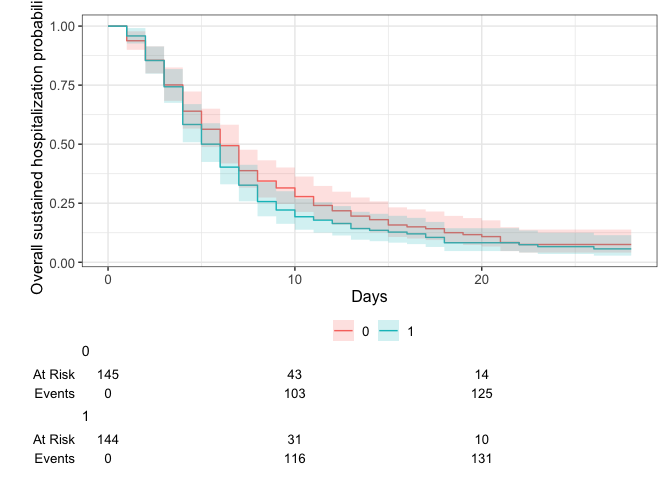 Overall sustained hospitalization probabili
1.00
0.75
0.50
0.25
0.00
0 10 20
Days
0 1
0
At Risk 145 43 14
Events 0 103 125
1
At Risk 144 31 10
Events 0 116 131